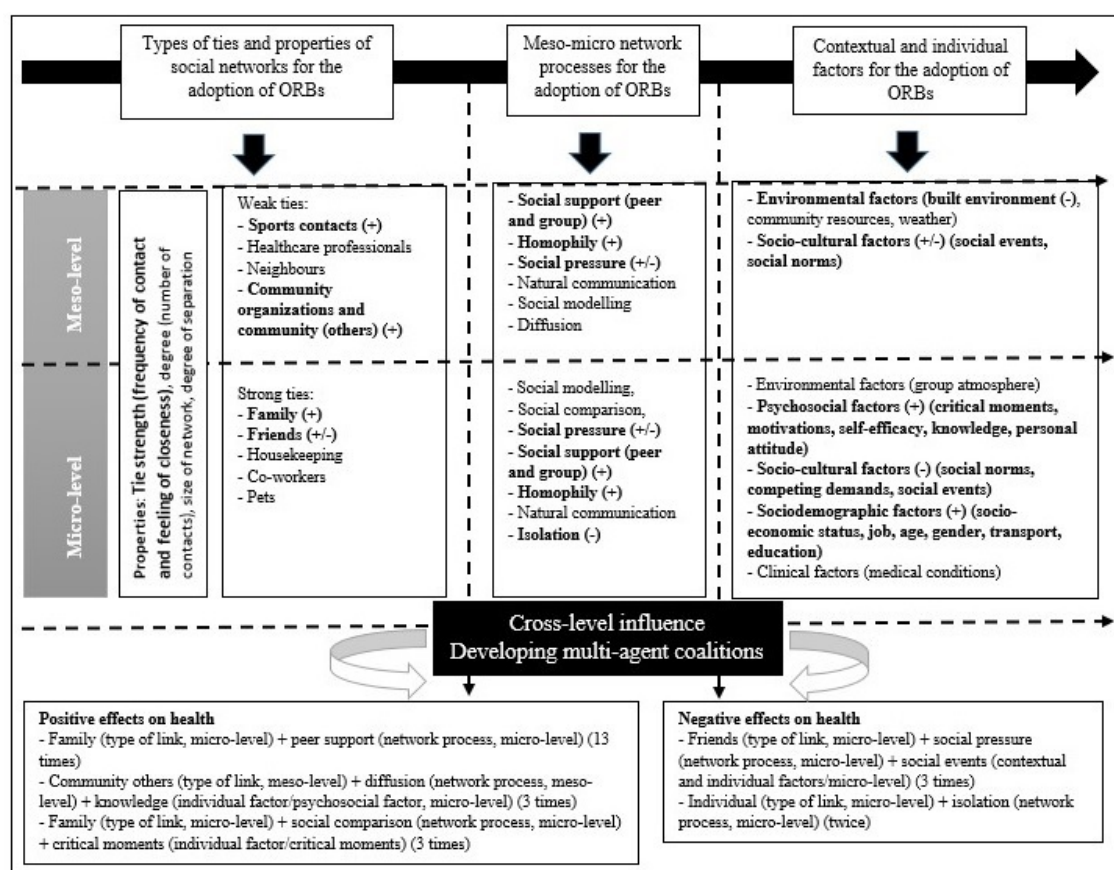 Types of ties and properties of
social networks for the
adoption of ORBs
Meso-micro network
processes for the
adoption of ORBs
Contextual and individual
factors for the adoption of
ORBs
Meso-level
Micro-level
Properties: Tie strength (frequency of contact
and feeling of closeness), degree (number of
contacts), size of network, degree of separation
Weak ties:
- Sports contacts (+)
- Healthcare professionals
- Neighbours
- Community
organizations and
community (others) (+)
- Social support (peer
and group) (+)
- Homophily (+)
- Social pressure (+/-)
- Natural communication
- Social modelling
- Diffusion
- Environmental factors (built environment (-),
community resources, weather)
- Socio-cultural factors (+/-) (social events,
social norms)
Strong ties:
- Family (+)
- Friends (+/-)
- Housekeeping
- Co-workers
- Pets
- Social modelling,
- Social comparison,
- Social pressure (+/-)
- Social support (peer
and group) (+)
- Homophily (+)
- Natural communication
- Isolation (-)
- Environmental factors (group atmosphere)
- Psychosocial factors (+) (critical moments,
motivations, self-efficacy, knowledge, personal
attitude)
- Socio-cultural factors (-) (social norms,
competing demands, social events)
- Sociodemographic factors (+) (socio-
economic status, job, age, gender, transport,
education)
- Clinical factors (medical conditions)
Cross-level influence
Developing multi-agent coalitions
Positive effects on health
- Family (type of link, micro-level) + peer support (network process, micro-level) (13
times)
- Community others (type of link, meso-level) + diffusion (network process, meso-
level) + knowledge (individual factor/psychosocial factor, micro-level) (3 times)
- Family (type of link, micro-level) + social comparison (network process, micro-level)
+ critical moments (individual factor/critical moments) (3 times)
Negative effects on health
- Friends (type of link, micro-level) + social pressure
(network process, micro-level) + social events (contextual
and individual factors/micro-level) (3 times)
- Individual (type of link, micro-level) + isolation (network
process, micro-level) (twice)